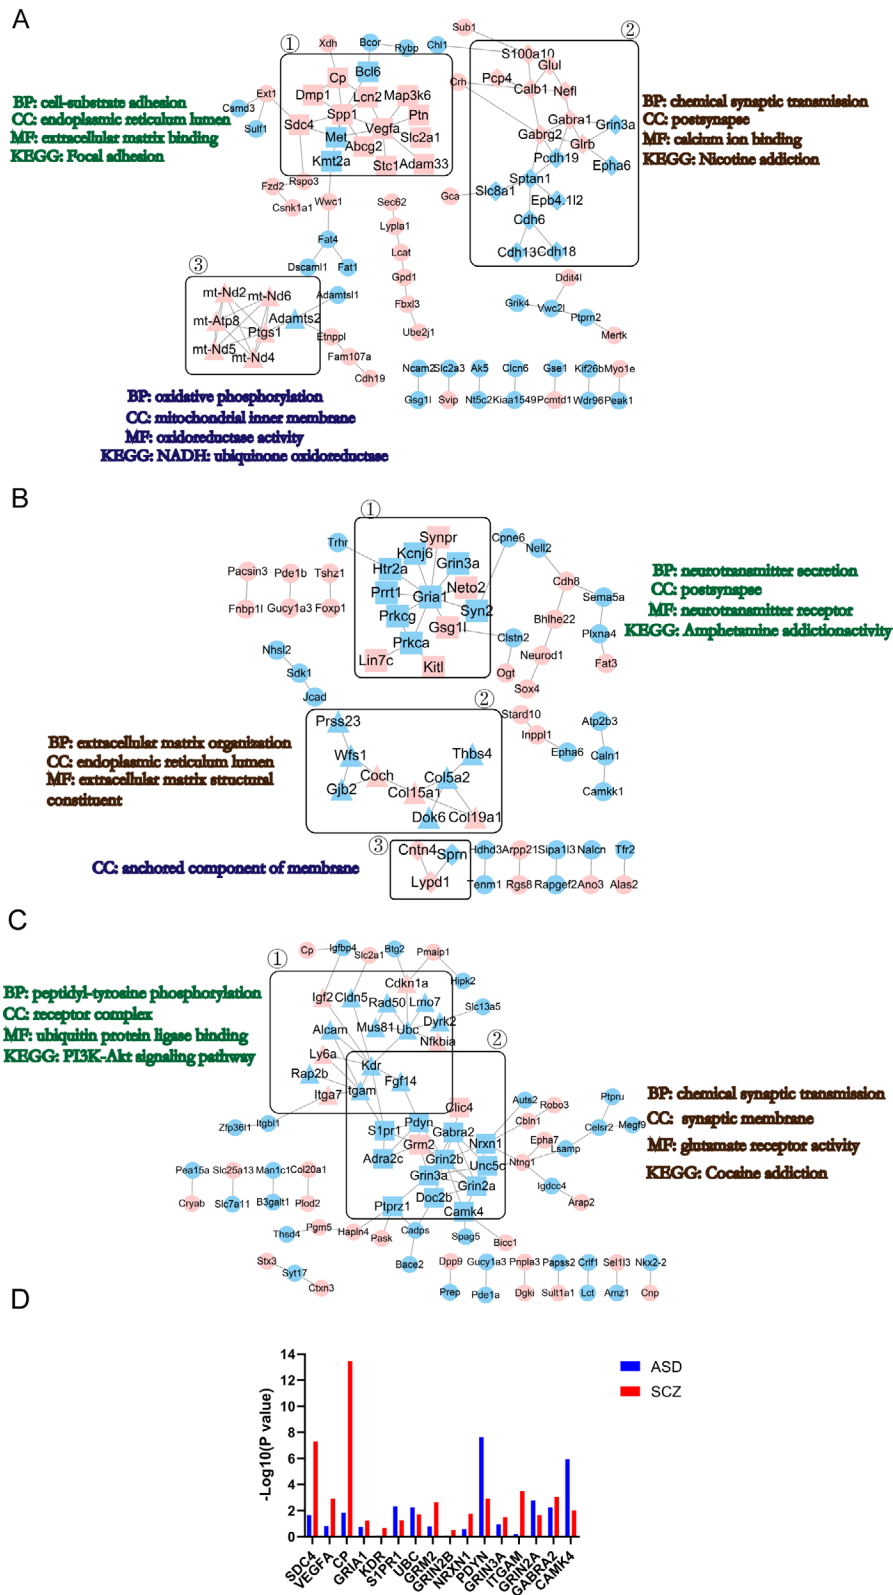 A
Sub1
Xdh
Bcor
Rybp
Chl1
①
②
S100a10
Glul
Bcl6
Cp
Pcp4
Nefl
Crh
Calb1
Dmp1
Lcn2
Map3k6
Ext1
Csmd3
Spp1
Ptn
Gabra1
Grin3a
Sdc4
Vegfa
Sulf1
Met
Slc2a1
Gabrg2
Glrb
Abcg2
Kmt2a
Stc1
Adam33
Pcdh19
Epha6
BP: cell-substrate adhesion
CC: endoplasmic reticulum lumen
MF: extracellular matrix binding
KEGG: Focal adhesion
BP: chemical synaptic transmission
CC: postsynapse
MF: calcium ion binding
KEGG: Nicotine addiction
Sptan1
Fzd2
Rspo3
Slc8a1
Gca
Epb4.1l2
Csnk1a1
Wwc1
Sec62
Cdh6
Lypla1
Fat4
Cdh13
Cdh18
Lcat
③
Dscaml1
Fat1
Gpd1
Ddit4l
mt-Nd2
mt-Nd6
Adamtsl1
Fbxl3
Grik4
Vwc2l
mt-Atp8
Adamts2
Ptprn2
Ptgs1
Etnppl
Ube2j1
Mertk
mt-Nd5
mt-Nd4
Fam107a
Cdh19
Ncam2
Slc2a3
Ak5
Clcn6
Gse1
Kif26b
Myo1e
Gsg1l
Svip
Nt5c2
Kiaa1549
Pcmtd1
Wdr96
Peak1
BP: oxidative phosphorylation
CC: mitochondrial inner membrane
MF: oxidoreductase activity
KEGG: NADH: ubiquinone oxidoreductase
B
①
Trhr
Synpr
Cpne6
Kcnj6
Nell2
Grin3a
Htr2a
Pacsin3
Pde1b
Tshz1
Neto2
Cdh8
Prrt1
Gria1
Sema5a
Fnbp1l
Gucy1a3
Foxp1
Prkcg
Syn2
Bhlhe22
Gsg1l
Clstn2
Plxna4
Prkca
Nhsl2
Neurod1
Lin7c
Kitl
Fat3
Sdk1
Ogt
Sox4
Jcad
BP: neurotransmitter secretion
CC: postsynapse
MF: neurotransmitter receptor
KEGG: Amphetamine addictionactivity
②
Prss23
Stard10
Atp2b3
Inppl1
Wfs1
Thbs4
Epha6
Caln1
Coch
Col5a2
Gjb2
Col15a1
Camkk1
Dok6
Col19a1
BP: extracellular matrix organization
CC: endoplasmic reticulum lumen
MF: extracellular matrix structural
constituent
③
Cntn4
Sprn
Hdhd3
Arpp21
Sipa1l3
Nalcn
Tfr2
Lypd1
Tenm1
Rgs8
Rapgef2
Ano3
Alas2
CC: anchored component of membrane
C
Cp
Igfbp4
Slc2a1
Btg2
Pmaip1
①
Cdkn1a
Hipk2
Igf2
Cldn5
Rad50
Lmo7
Slc13a5
Alcam
Mus81
Ubc
Dyrk2
Nfkbia
②
Ly6a
Kdr
Rap2b
Fgf14
Itgam
Itga7
BP: peptidyl-tyrosine phosphorylation
CC: receptor complex
MF: ubiquitin protein ligase binding
KEGG: PI3K-Akt signaling pathway
BP: chemical synaptic transmission
CC: synaptic membrane
MF: glutamate receptor activity
KEGG: Cocaine addiction
Clic4
Auts2
Robo3
Ptpru
Zfp36l1
Itgbl1
S1pr1
Pdyn
Gabra2
Cbln1
Celsr2
Megf9
Grm2
Nrxn1
Epha7
Lsamp
Adra2c
Grin2b
Ntng1
Pea15a
Slc25a13
Man1c1
Col20a1
Unc5c
Grin3a
Grin2a
Igdcc4
Cryab
Slc7a11
B3galt1
Plod2
Doc2b
Arap2
Ptprz1
Camk4
Thsd4
Pgm5
Hapln4
Pask
Cadps
Spag5
Bicc1
Stx3
Bace2
Dpp9
Gucy1a3
Pnpla3
Papss2
Crlf1
Sel1l3
Nkx2-2
Syt17
Ctxn3
Prep
Pde1a
Dgki
Sult1a1
Lct
Amz1
Cnp
D
-Log10(P value)
14
12
10
8
6
4
2
0
ASD
SCZ
SDC4
VEGFA
CP
GRIA1
KDR
S1PR1
UBC
GRM2
GRIN2B
NRXN1
PDYN
GRIN3A
ITGAM
GRIN2A
GABRA2
CAMK4